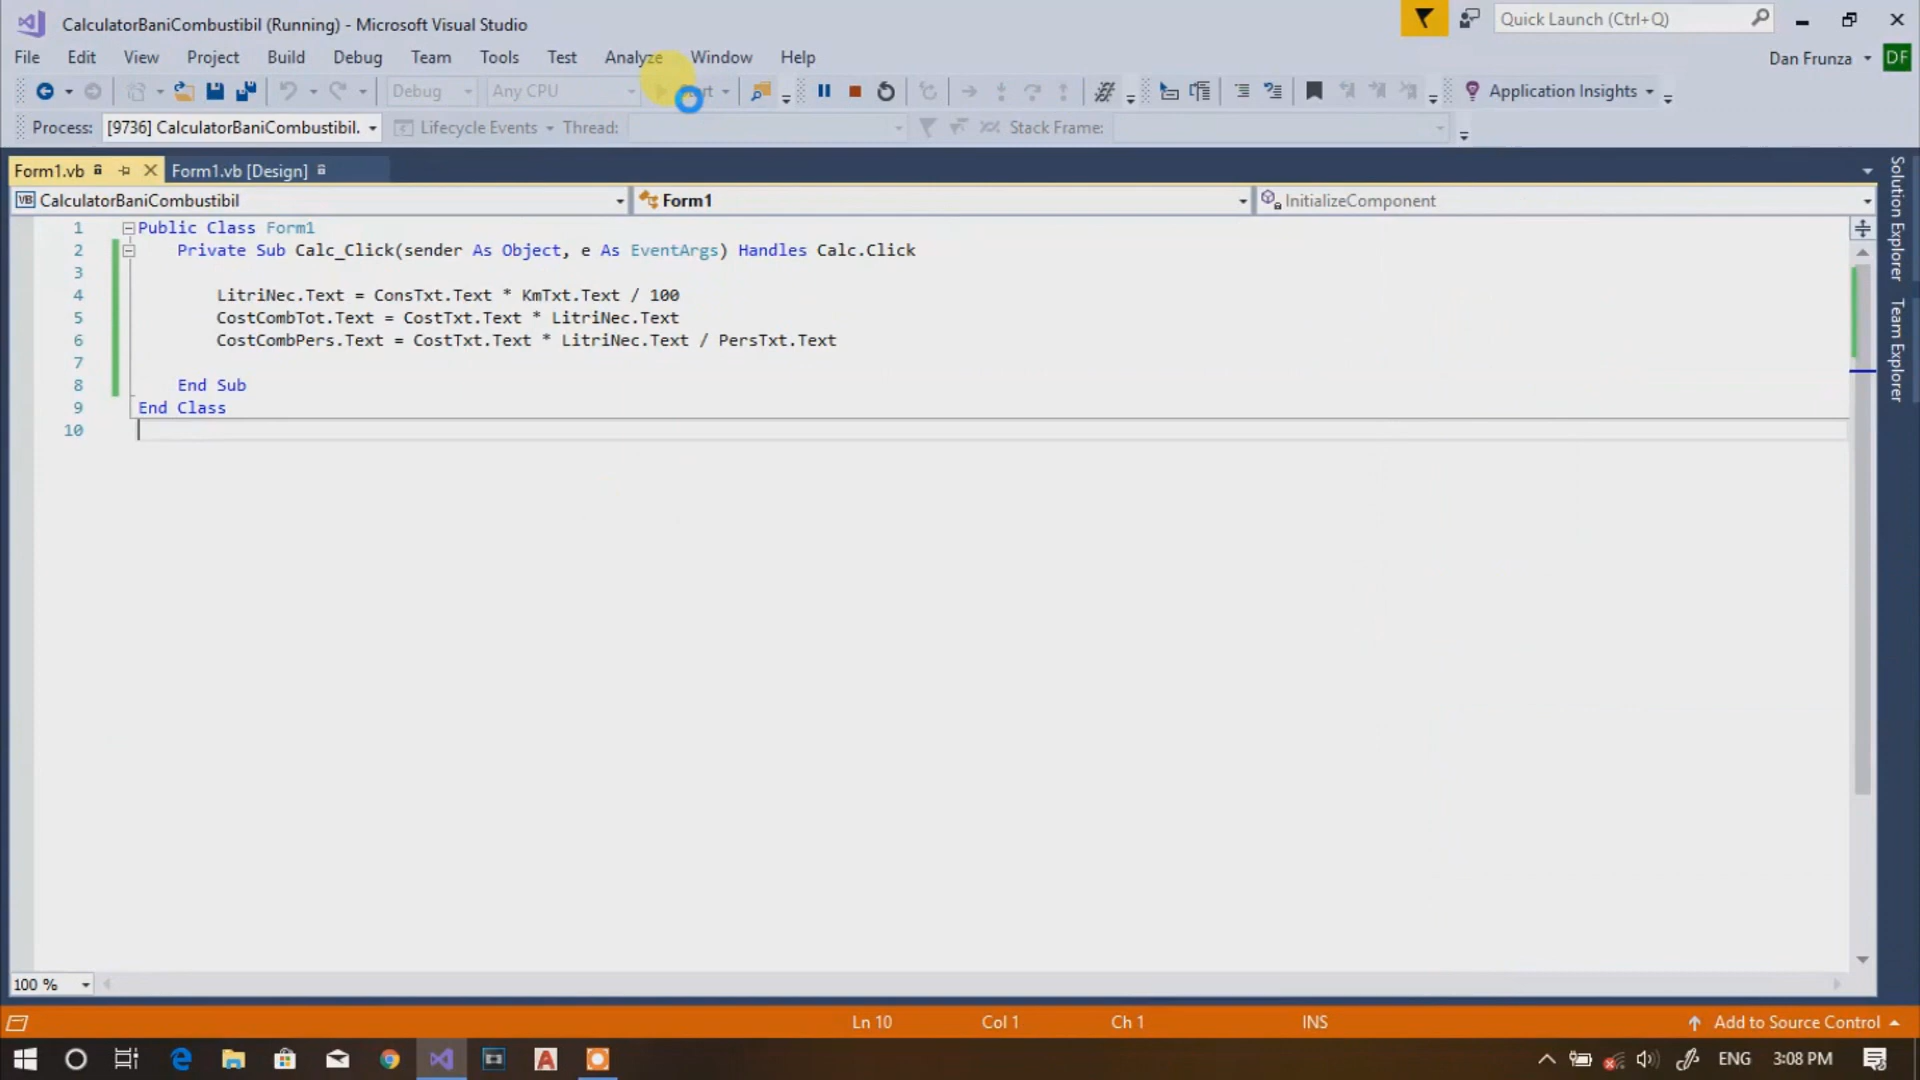 CalculatorBaniCombustibil (Running) - Microsoft Visual Studio
Quick Launch (Ctrl+Q)
File Edit View Project Build Debug Team Tools Test Analyze Window Help
Dan Frunza DF
Debug Any CPU
Application Insights
Process: [9736] CalculatorBaniCombustibil. Lifecycle Events Thread: Stack Frame:
Form1.vb Form1.vb [Design]
VB CalculatorBaniCombustibil Form1 InitializeComponent
1 Public Class Form1
2 Private Sub Calc_Click(sender As Object, e As EventArgs) Handles Calc.Click
3
4 LitriNec.Text = ConsTxt.Text * KmTxt.Text / 100
5 CostCombTot.Text = CostTxt.Text * LitriNec.Text
6 CostCombPers.Text = CostTxt.Text * LitriNec.Text / PersTxt.Text
7
8 End Sub
9 End Class
10
Solution Explorer
Team Explorer
100 %
Ln 10 Col 1 Ch 1 INS Add to Source Control
ENG 3:08 PM